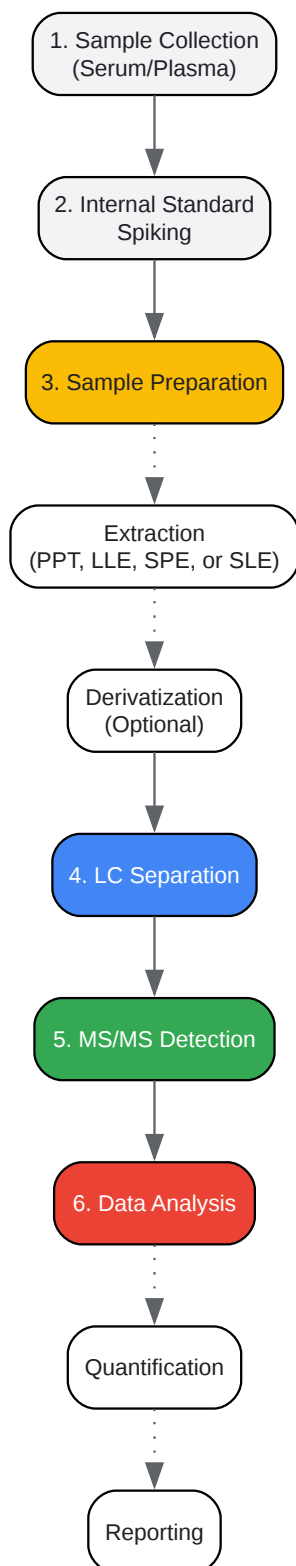 1. Sample Collection
(Serum/Plasma)
2. Internal Standard
Spiking
3. Sample Preparation
Extraction
(PPT, LLE, SPE, or SLE)
Derivatization
(Optional)
4. LC Separation
5. MS/MS Detection
6. Data Analysis
Quantification
Reporting